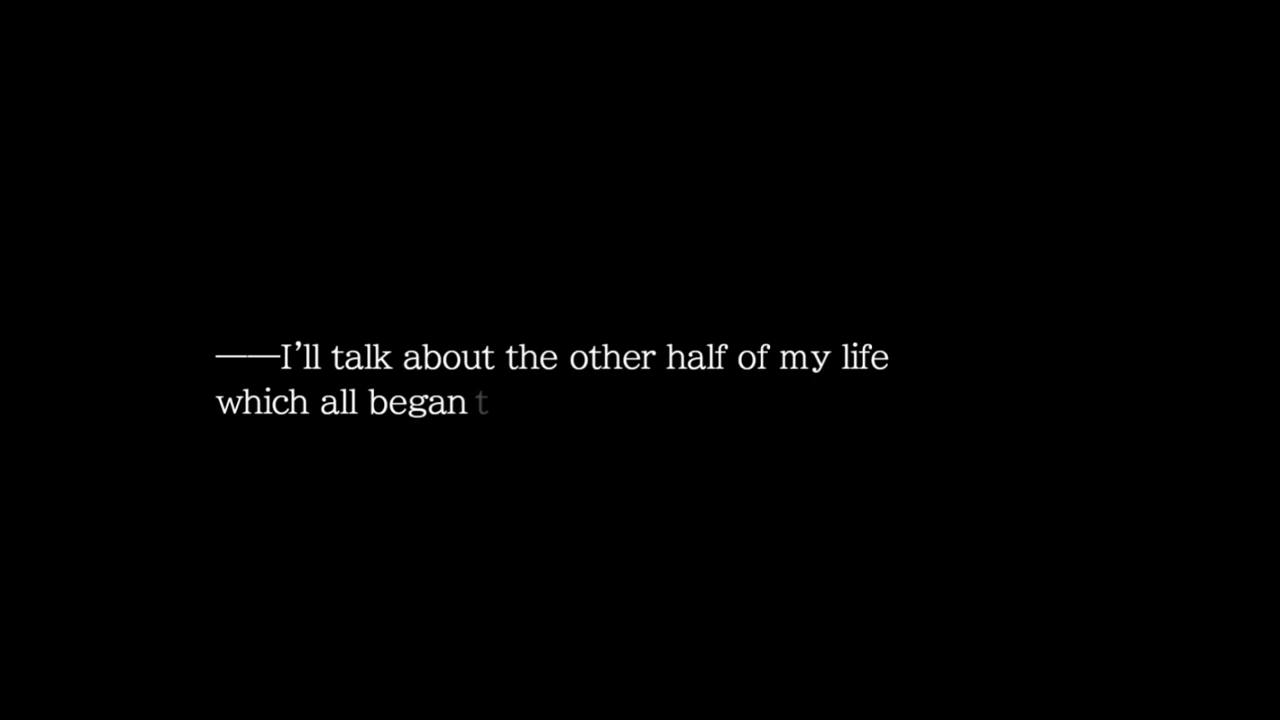 ——I’ll talk about the other half of my life
which all began t